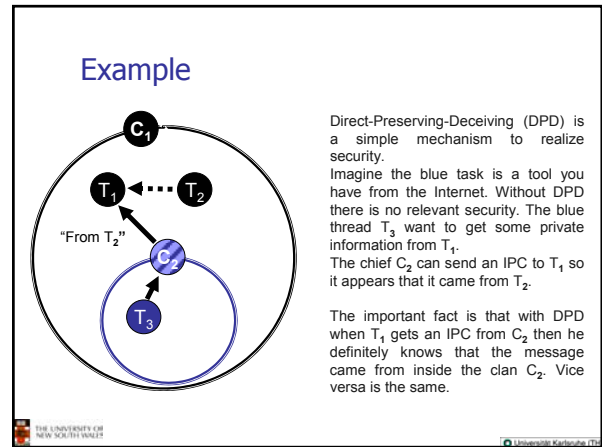 Example
C1
T1
T2
"From T2"
C2
T3
Direct-Preserving-Deceiving (DPD) is
a simple mechanism to realize
security.
Imagine the blue task is a tool you
have from the Internet. Without DPD
there is no relevant security. The blue
thread T3 want to get some private
information from T1.
The chief C2 can send an IPC to T1 so
it appears that it came from T2.
The important fact is that with DPD
when T1 gets an IPC from C2 then he
definitely knows that the message
came from inside the clan C2. Vice
versa is the same.
THE UNIVERSITY OF
NEW SOUTH WALES
Universität Karlsruhe (TH)